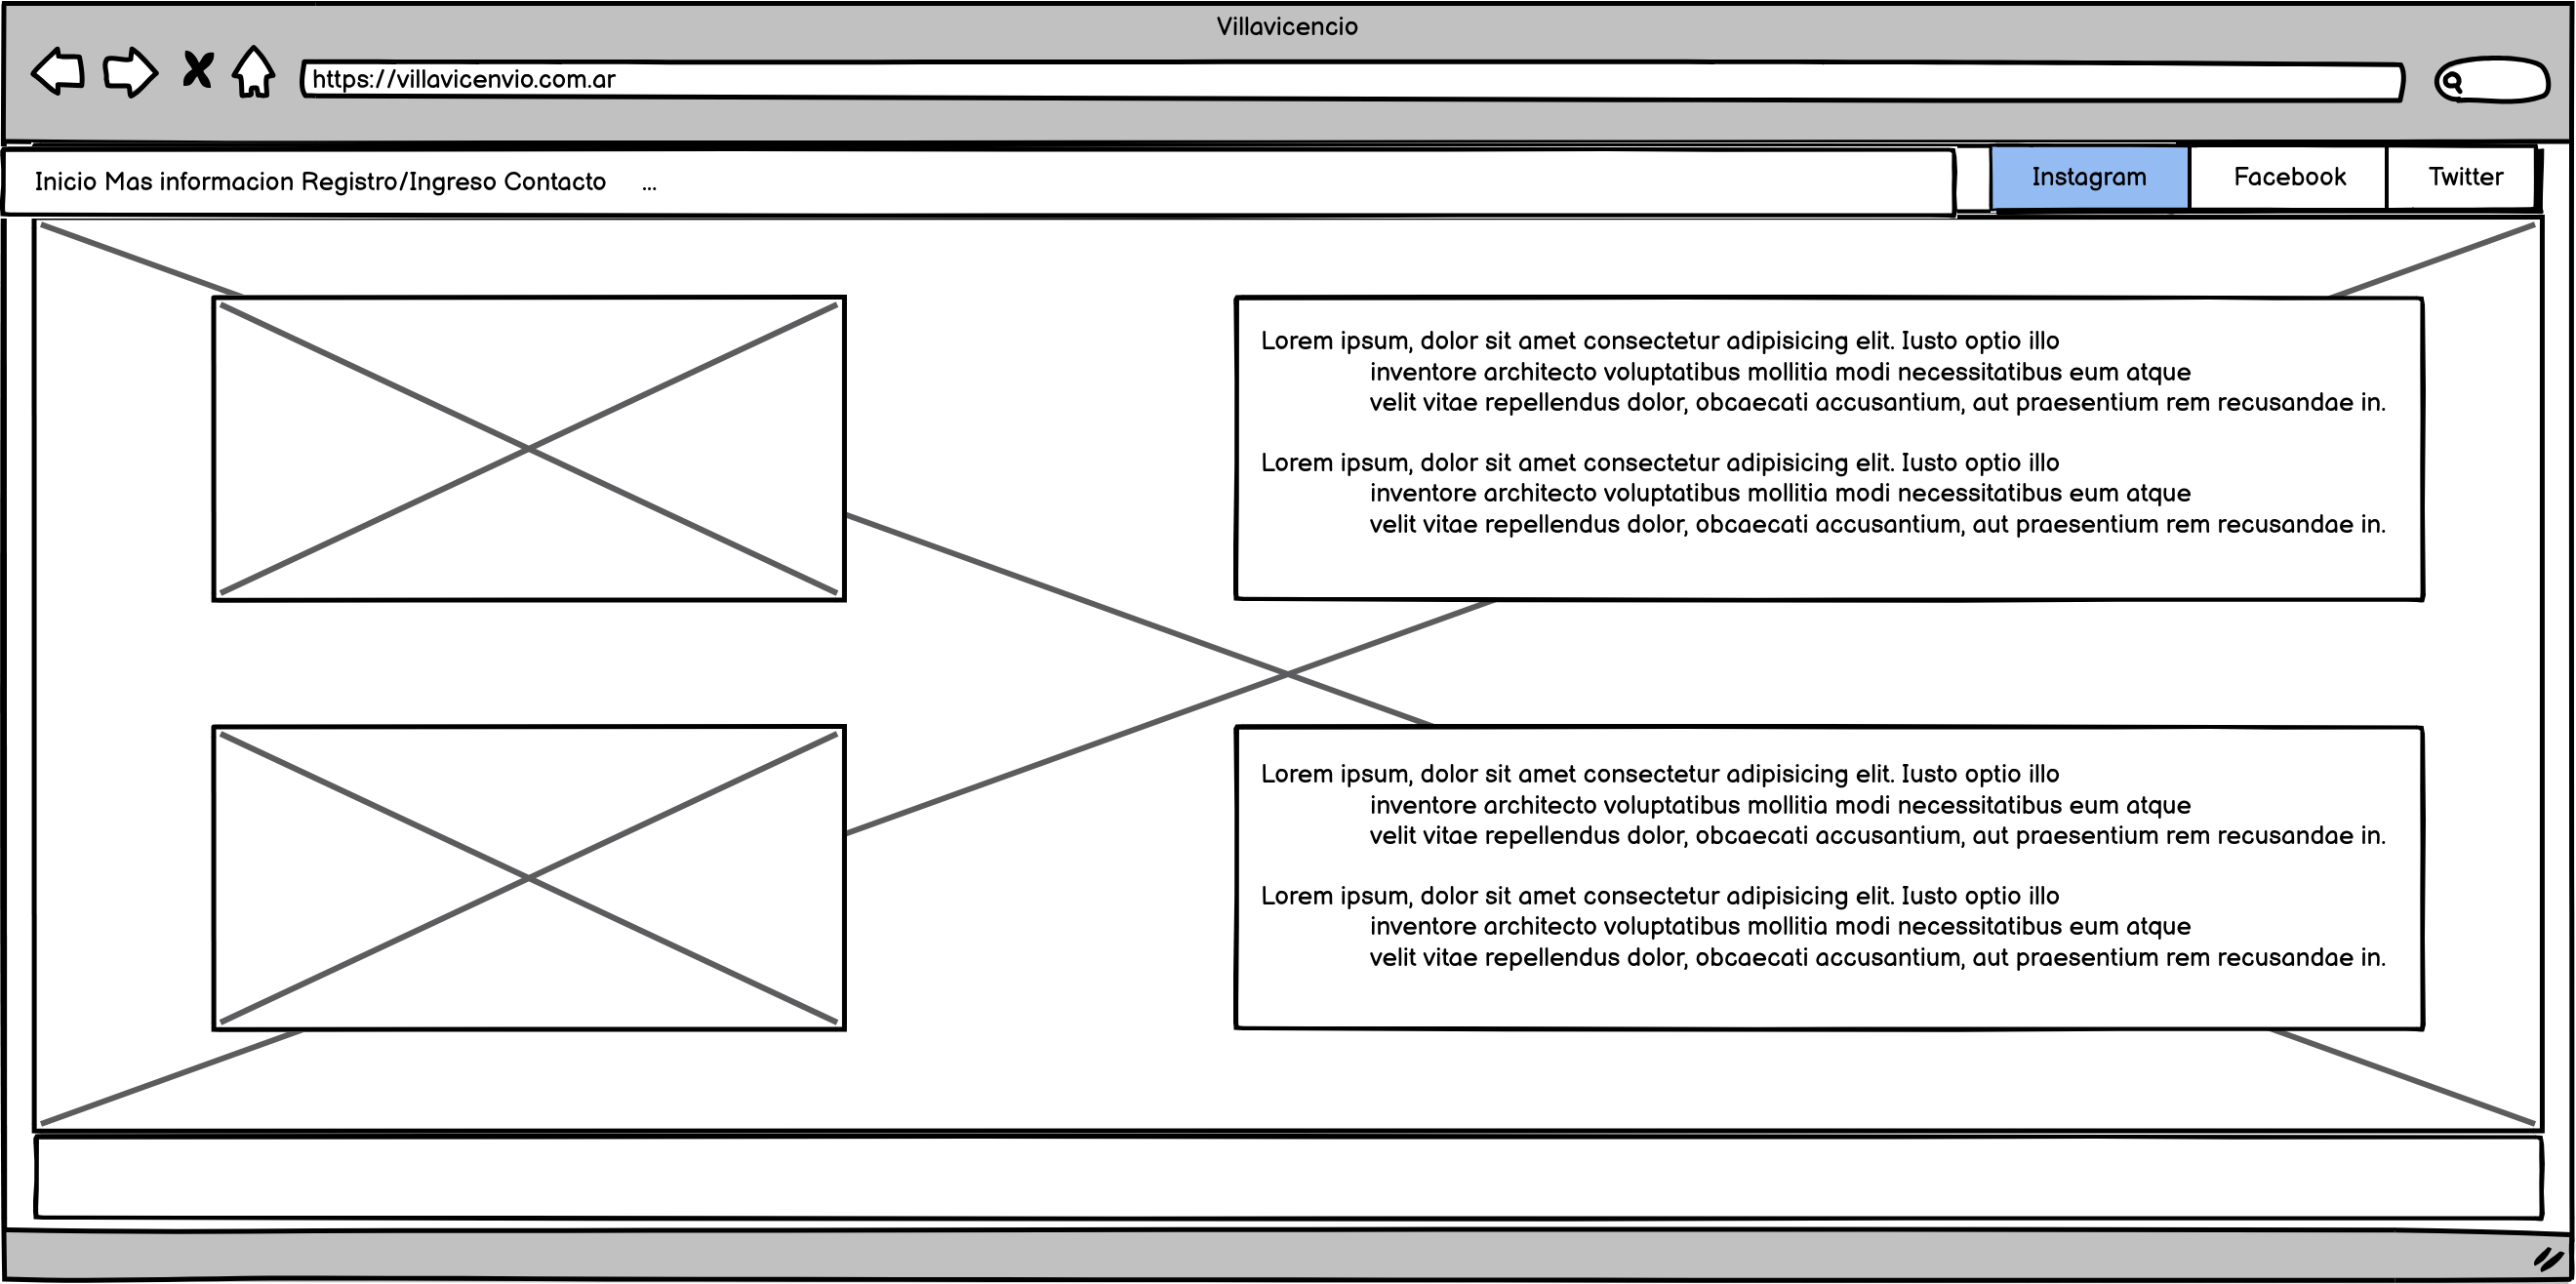 Villavicencio
https://villavicenvio.com.ar
Inicio Mas informacion Registro/Ingreso Contacto ...
Instagram
Facebook
Twitter
Lorem ipsum, dolor sit amet consectetur adipisicing elit. Iusto optio illo
inventore architecto voluptatibus mollitia modi necessitatibus eum atque
velit vitae repellendus dolor, obcaecati accusantium, aut praesentium rem recusandae in.
Lorem ipsum, dolor sit amet consectetur adipisicing elit. Iusto optio illo
inventore architecto voluptatibus mollitia modi necessitatibus eum atque
velit vitae repellendus dolor, obcaecati accusantium, aut praesentium rem recusandae in.
Lorem ipsum, dolor sit amet consectetur adipisicing elit. Iusto optio illo
inventore architecto voluptatibus mollitia modi necessitatibus eum atque
velit vitae repellendus dolor, obcaecati accusantium, aut praesentium rem recusandae in.
Lorem ipsum, dolor sit amet consectetur adipisicing elit. Iusto optio illo
inventore architecto voluptatibus mollitia modi necessitatibus eum atque
velit vitae repellendus dolor, obcaecati accusantium, aut praesentium rem recusandae in.